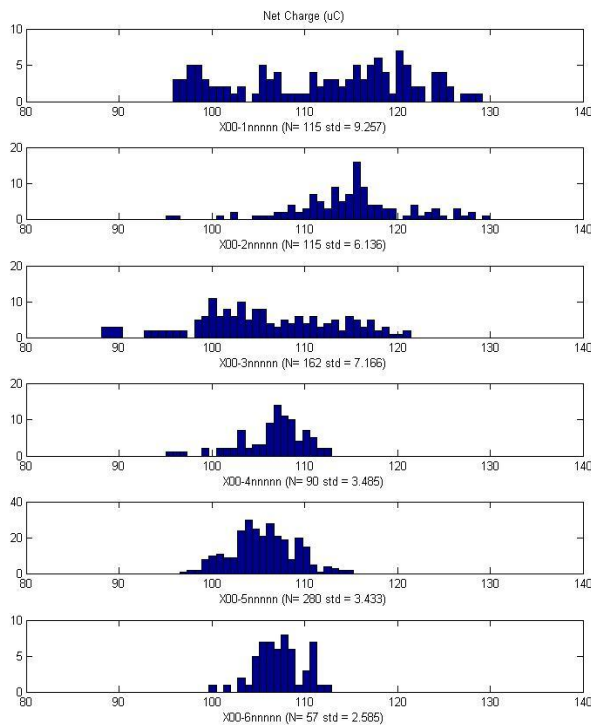 Net Charge (uC)
10
5
0
80 90 100 110 120 130 140
X00-1nnnnn (N= 115 std = 9.257)
20
10
0
80 90 100 110 120 130 140
X00-2nnnnn (N= 115 std = 6.136)
20
10
0
80 90 100 110 120 130 140
X00-3nnnnn (N= 162 std = 7.166)
20
10
0
80 90 100 110 120 130 140
X00-4nnnnn (N= 90 std = 3.485)
40
20
0
80 90 100 110 120 130 140
X00-5nnnnn (N= 280 std = 3.433)
10
5
0
80 90 100 110 120 130 140
X00-6nnnnn (N= 57 std = 2.585)